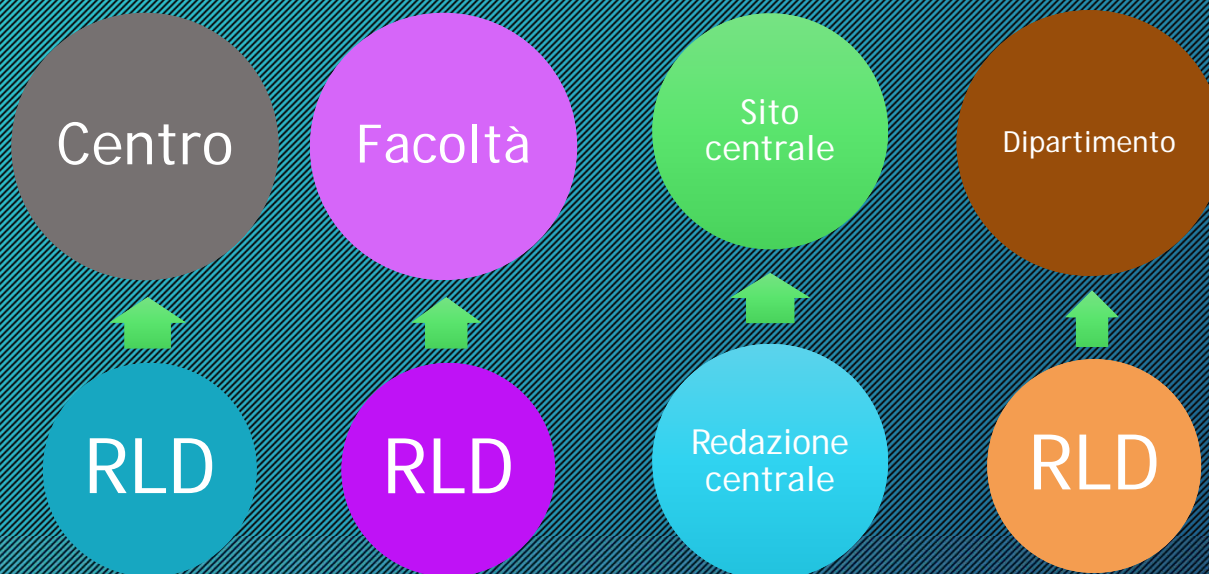 Centro
Facoltà
Sito
centrale
Dipartimento
RLD
RLD
Redazione
centrale
RLD